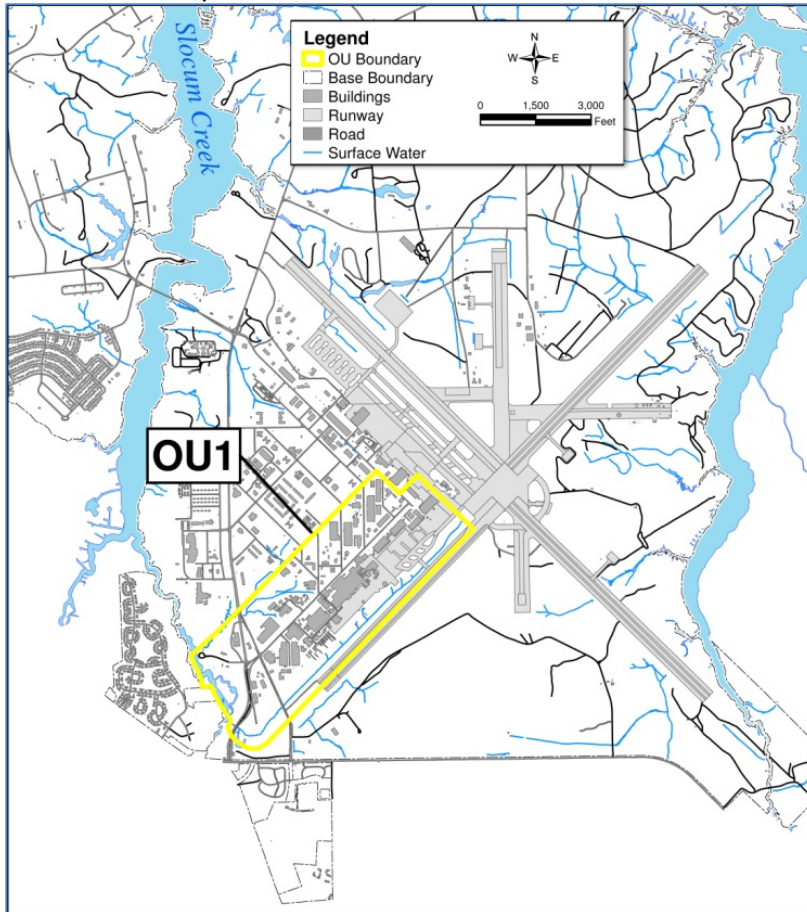 Legend
OU Boundary
Base Boundary
Buildings
Runway
Road
Surface Water
N
W E
S
0 1,500 3,000
Feet
Slocum Creek
OU1